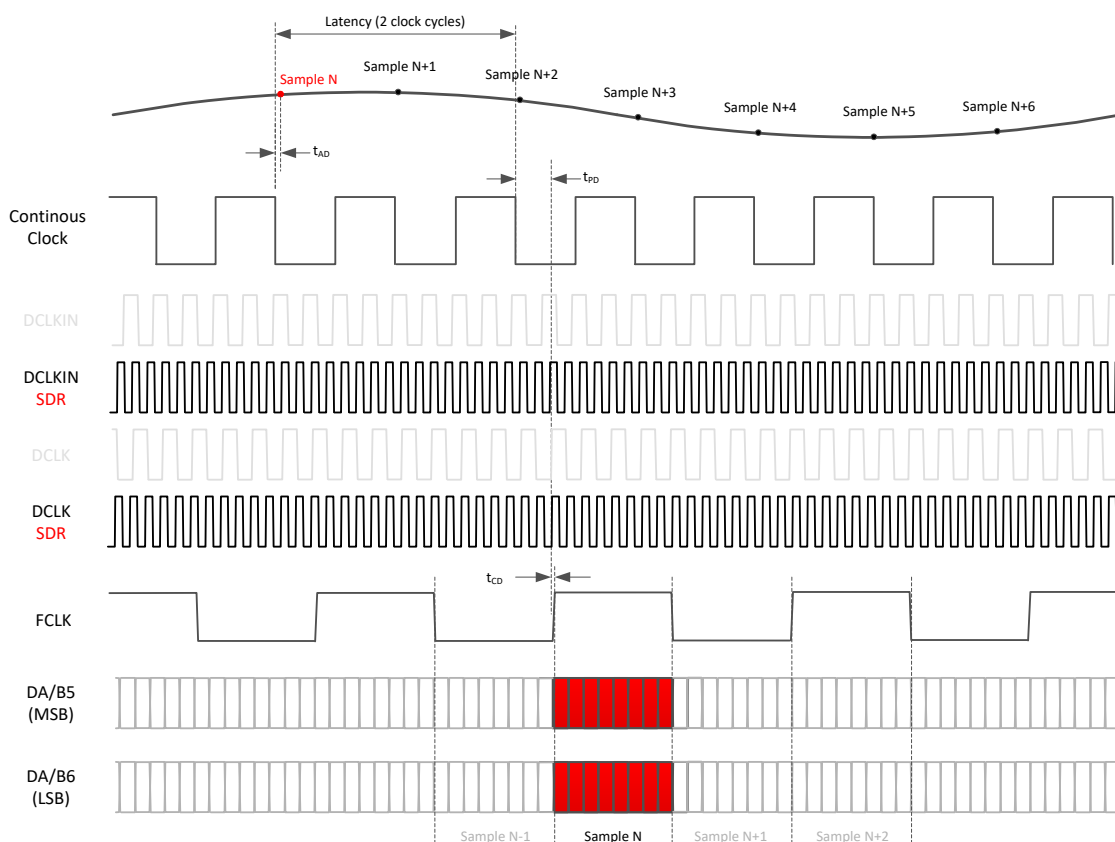 Latency (2 clock cycles)
Sample N
Sample N+1
Sample N+2
Sample N+3
Sample N+4
Sample N+5
Sample N+6
tAD
tPD
Continous
Clock
DCLKIN
DCLKIN
SDR
DCLK
DCLK
SDR
tCD
FCLK
DA/B5
(MSB)
DA/B6
(LSB)
Sample N-1
Sample N
Sample N+1
Sample N+2